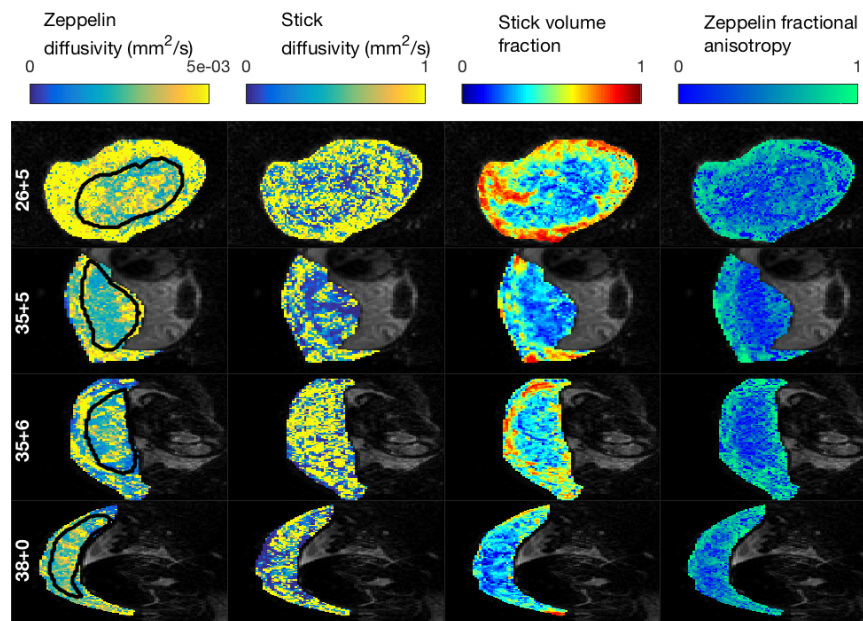 Zeppelin
diffusivity (mm²/s)
0 5e-03
Stick
diffusivity (mm²/s)
0 1
Stick volume
fraction
0 1
Zeppelin fractional
anisotropy
0 1
26+5
35+5
35+6
38+0